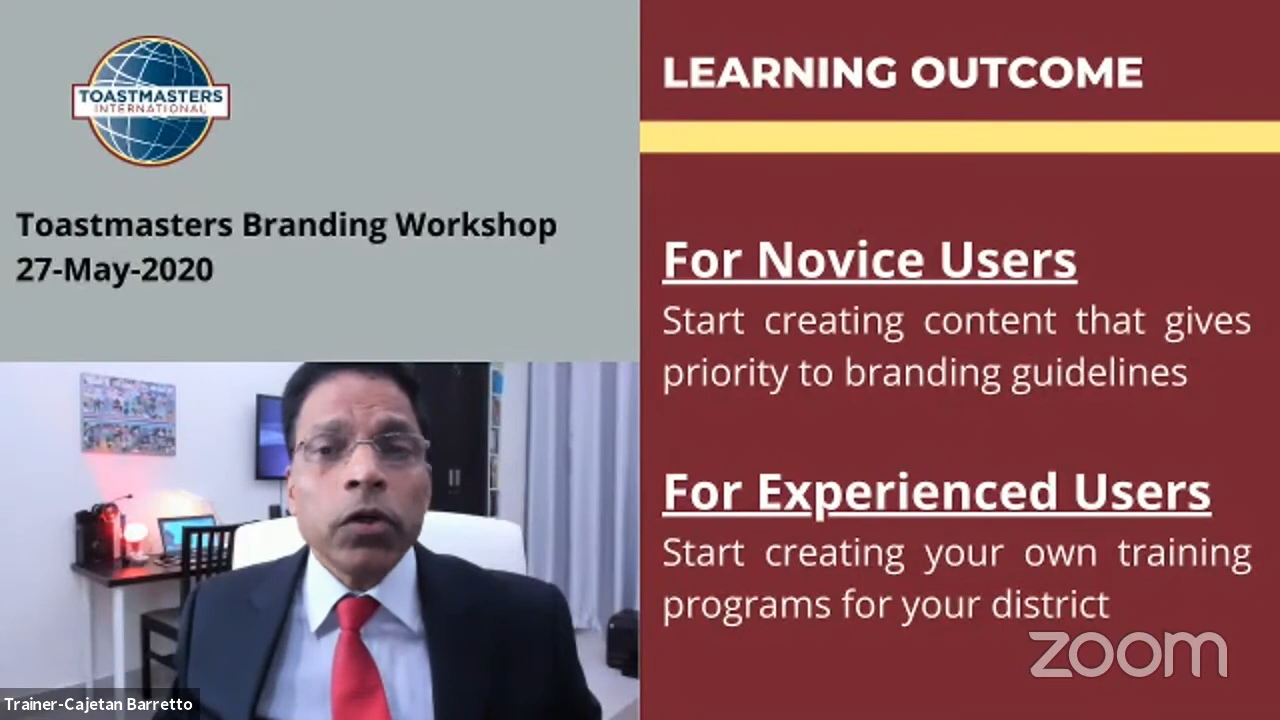 TOASTMASTERS
INTERNATIONAL
Toastmasters Branding Workshop
27-May-2020
LEARNING OUTCOME
For Novice Users
Start creating content that gives
priority to branding guidelines
For Experienced Users
Start creating your own training
programs for your district
zoom
Trainer-Cajetan Barretto